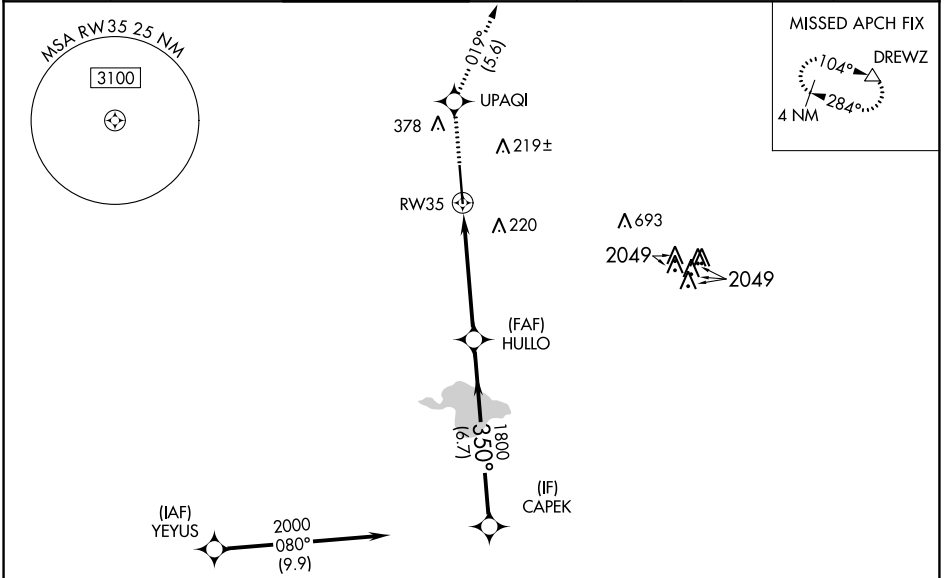 MSA RW35 25 NM
3100
019°
(5.6)
MISSED APCH FIX
DREWZ
104°
284°
4 NM
UPAQI
378
219±
RW35
220
693
2049
2049
(FAF)
HULLO
1800
350°
(6.7)
(IF)
CAPEK
(IAF)
YEYUS
2000
080°
(9.9)